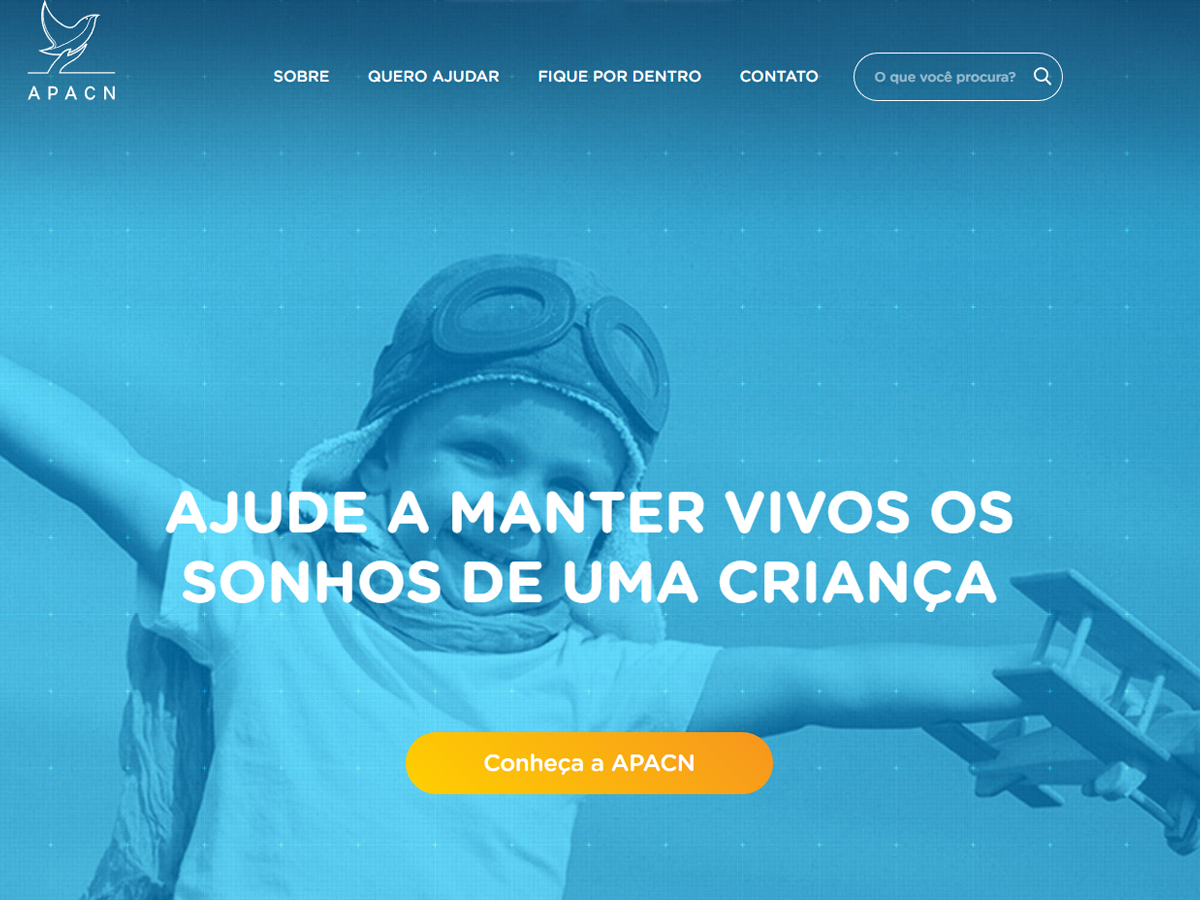 APACN
SOBRE
QUERO AJUDAR
FIQUE POR DENTRO
CONTATO
O que você procura?
AJUDE A MANTER VIVOS OS
SONHOS DE UMA CRIANÇA
Conheça a APACN